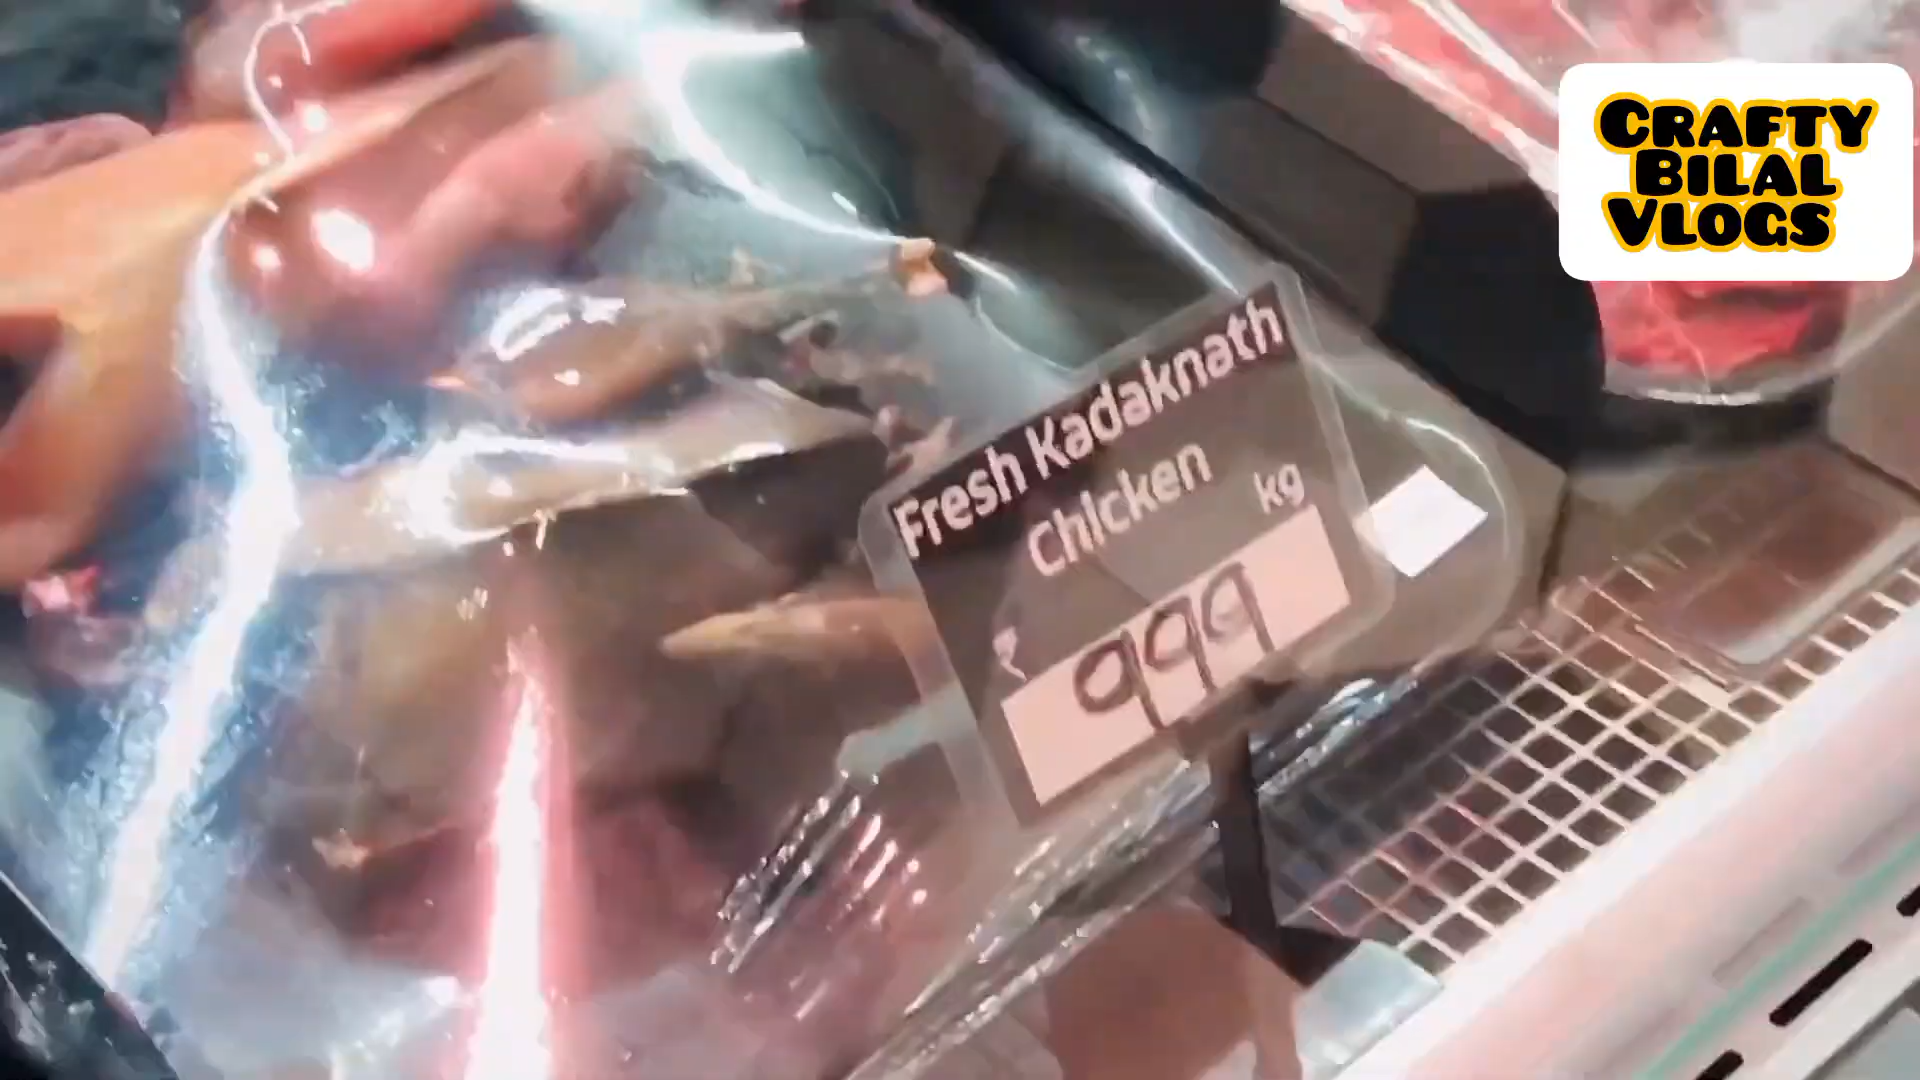 CRAFTY
BILAL
VLOGS
Fresh Kadaknath
Chicken
kg
₹
999